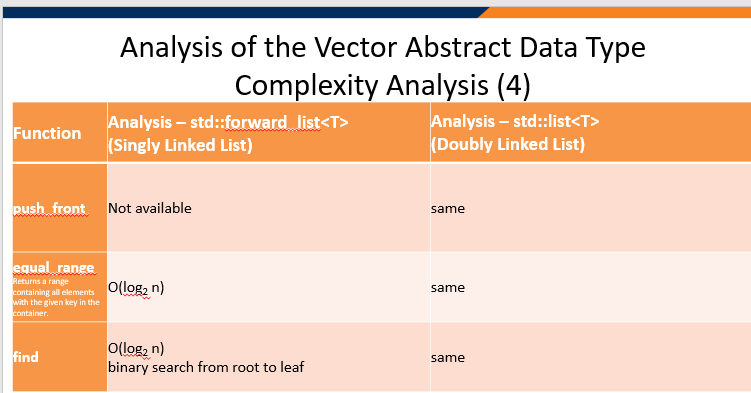 Analysis of the Vector Abstract Data Type
Complexity Analysis (4)
Function
Analysis – std::forward_list<T>
(Singly Linked List)
Analysis – std::list<T>
(Doubly Linked List)
push_front
Not available
same
equal_range
Returns a range
containing all elements
with the given key in the
container.
O(log₂ n)
same
find
O(log₂ n)
binary search from root to leaf
same